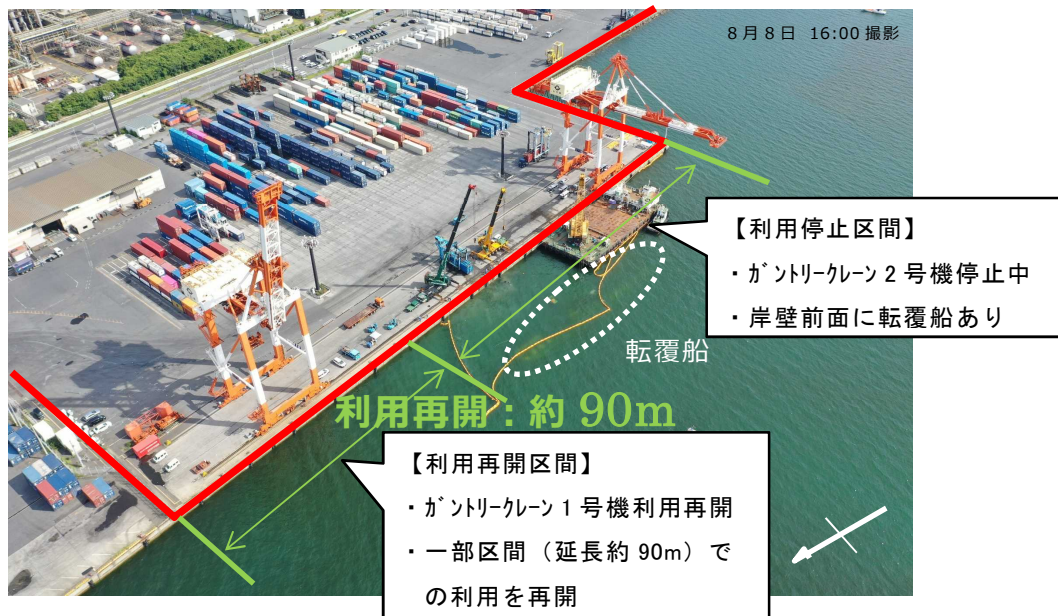 8月8日 16:00 撮影
【利用停止区間】
・ｶﾞﾝﾄﾘｰｸﾚｰﾝ２号機停止中
・岸壁前面に転覆船あり
転覆船
利用再開：約 90m
【利用再開区間】
・ｶﾞﾝﾄﾘｰｸﾚｰﾝ１号機利用再開
・一部区間（延長約 90m）で
の利用を再開